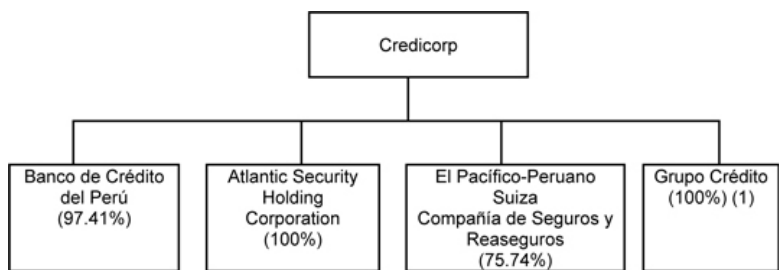 Credicorp
Banco de Crédito
del Perú
(97.41%)
Atlantic Security
Holding
Corporation
(100%)
El Pacífico-Peruano
Suiza
Compañía de Seguros y
Reaseguros
(75.74%)
Grupo Crédito
(100%) (1)